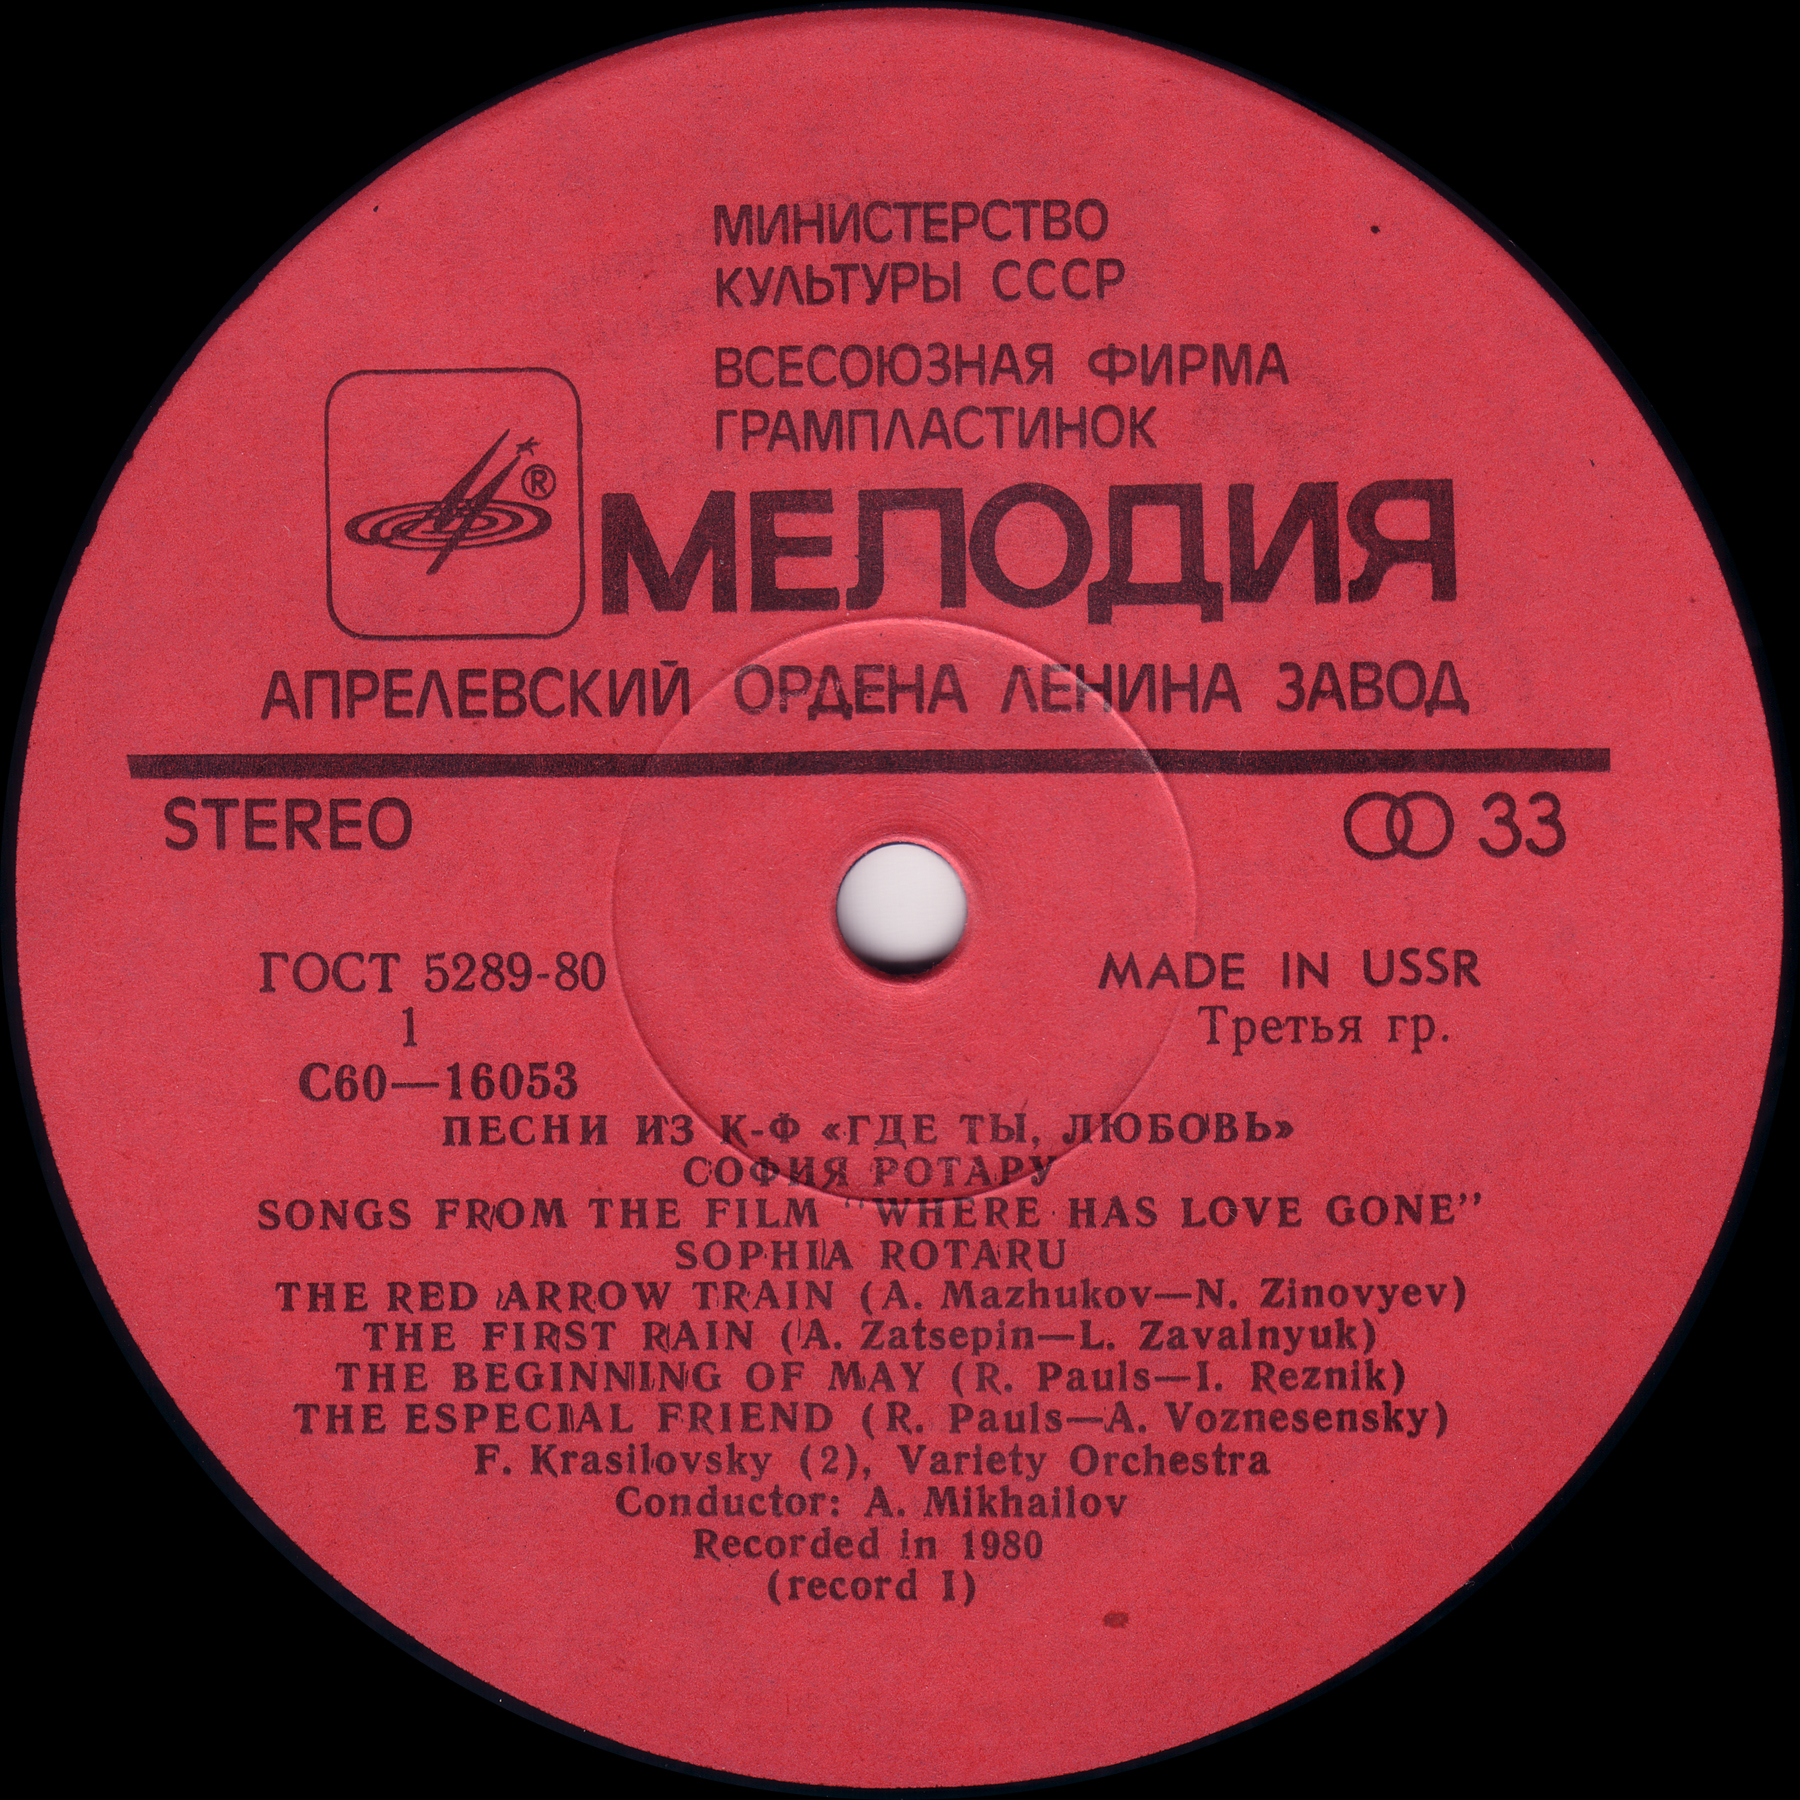 МИНИСТЕРСТВО
КУЛЬТУРЫ СССР
ВСЕСОЮЗНАЯ ФИРМА
ГРАМПЛАСТИНОК
®
МЕЛОДИЯ
АПРЕЛЕВСКИЙ ОРДЕНА ЛЕНИНА ЗАВОД
STEREO
33
ГОСТ 5289-80
MADE IN USSR
1
Третья гр.
С60—16053
ПЕСНИ ИЗ К-Ф «ГДЕ ТЫ, ЛЮБОВЬ»
СОФИЯ РОТАРУ
SONGS FROM THE FILM "WHERE HAS LOVE GONE"
SOPHIA ROTARU
THE RED ARROW TRAIN (A. Mazhukov—N. Zinovyev)
THE FIRST RAIN (A. Zatsepin—L. Zavalnyuk)
THE BEGINNING OF MAY (R. Pauls—I. Reznik)
THE ESPECIAL FRIEND (R. Pauls—A. Voznesensky)
F. Krasilovsky (2), Variety Orchestra
Conductor: A. Mikhailov
Recorded in 1980
(record I)